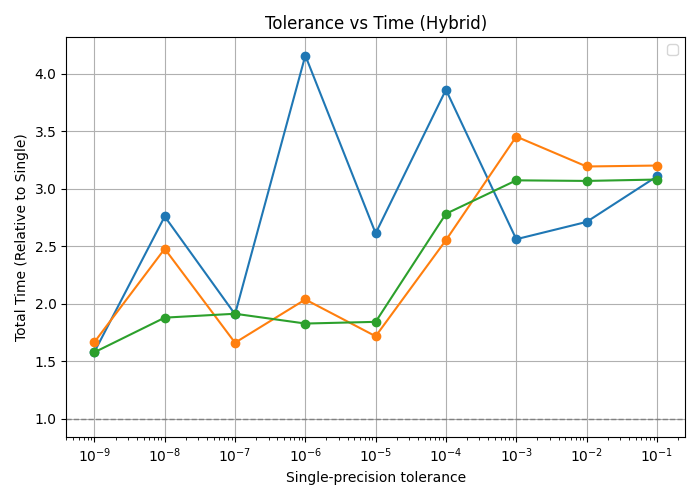 Tolerance vs Time (Hybrid)
Total Time (Relative to Single)
4.0
3.5
3.0
2.5
2.0
1.5
1.0
10⁻⁹ 10⁻⁸ 10⁻⁷ 10⁻⁶ 10⁻⁵ 10⁻⁴ 10⁻³ 10⁻² 10⁻¹
Single-precision tolerance